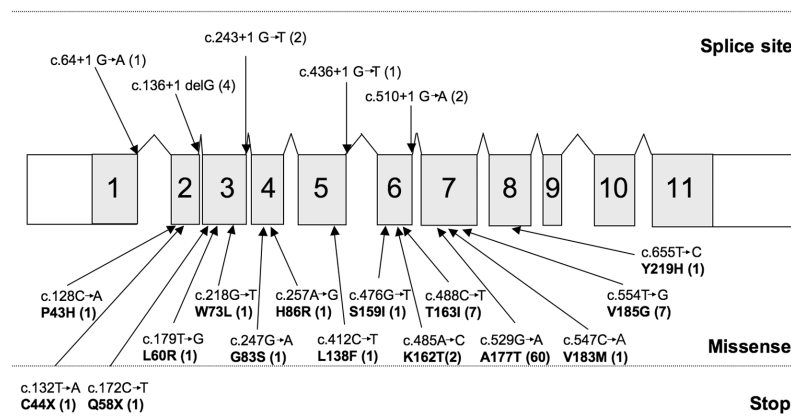 c.243+1 G→T (2)
Splice site
c.64+1 G→A (1)
c.436+1 G→T (1)
c.136+1 delG (4)
c.510+1 G→A (2)
1 2 3 4 5 6 7 8 9 10 11
c.655T→C
Y219H (1)
c.128C→A
P43H (1)
c.218G→T
W73L (1)
c.257A→G
H86R (1)
c.476G→T
S159I (1)
c.488C→T
T163I (7)
c.554T→G
V185G (7)
c.179T→G
L60R (1)
c.247G→A
G83S (1)
c.412C→T
L138F (1)
c.485A→C
K162T(2)
c.529G→A
A177T (60)
c.547C→A
V183M (1)
Missense
c.132T→A
C44X (1)
c.172C→T
Q58X (1)
Stop